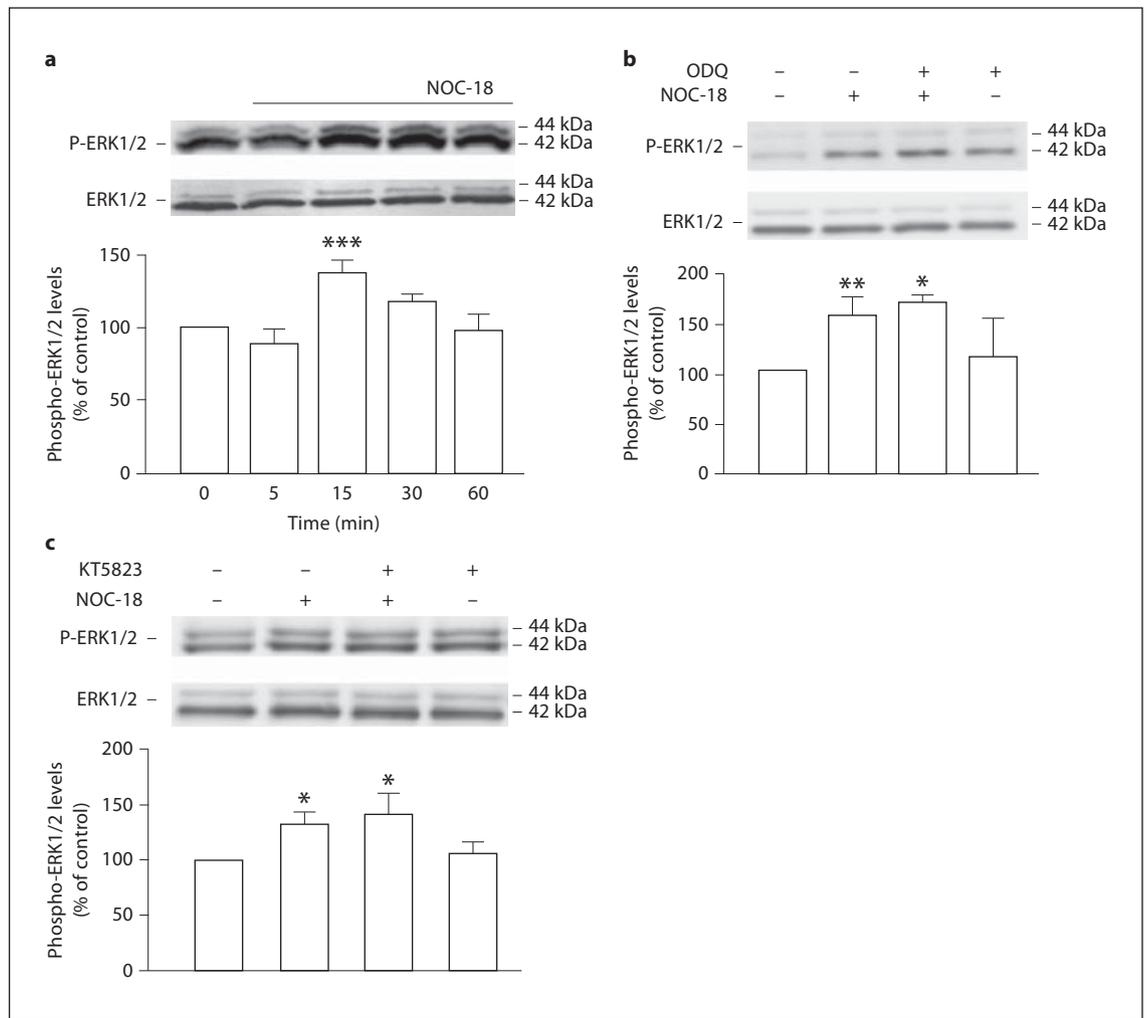 a
NOC-18
P-ERK1/2 –
– 44 kDa
– 42 kDa
ERK1/2 –
– 44 kDa
– 42 kDa
Phospho-ERK1/2 levels
(% of control)
150
100
50
0
***
0 5 15 30 60
Time (min)
b
ODQ – – + +
NOC-18 – + + –
P-ERK1/2 –
– 44 kDa
– 42 kDa
ERK1/2 –
– 44 kDa
– 42 kDa
Phospho-ERK1/2 levels
(% of control)
200
150
100
50
0
** *
c
KT5823 – – + +
NOC-18 – + + –
P-ERK1/2 –
– 44 kDa
– 42 kDa
ERK1/2 –
– 44 kDa
– 42 kDa
Phospho-ERK1/2 levels
(% of control)
200
150
100
50
0
* *